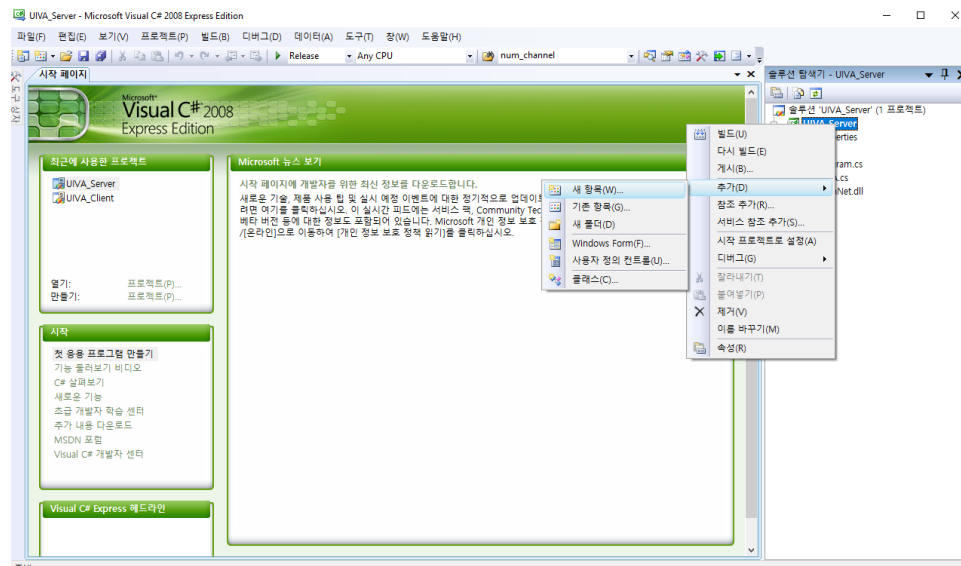 UIVA_Server - Microsoft Visual C# 2008 Express Edition
파일(F) 편집(E) 보기(V) 프로젝트(P) 빌드(B) 디버그(D) 데이터(A) 도구(T) 창(W) 도움말(H)
Release Any CPU num_channel
도구 상자
시작 페이지
Microsoft®
Visual C# 2008
Express Edition
최근에 사용한 프로젝트
UIVA_Server
UIVA_Client
열기: 프로젝트(P)...
만들기: 프로젝트(P)...
시작
첫 응용 프로그램 만들기
기능 둘러보기 비디오
C# 살펴보기
새로운 기능
초급 개발자 학습 센터
추가 내용 다운로드
MSDN 포럼
Visual C# 개발자 센터
Visual C# Express 헤드라인
Microsoft 뉴스 보기
시작 페이지에 개발자를 위한 최신 정보를 다운로드합니다.
새로운 기술, 제품 사용 팁 및 실시 예정 이벤트에 대한 정기적으로 업데이트
려면 여기를 클릭하십시오. 이 실시간 피드에는 서비스 팩, Community Tec
베타 버전 등에 대한 정보도 포함되어 있습니다. Microsoft 개인 정보 보호
/[온라인]으로 이동하여 [개인 정보 보호 정책 읽기]를 클릭하십시오.
새 항목(W)...
기존 항목(G)...
새 폴더(D)
Windows Form(F)...
사용자 정의 컨트롤(U)...
클래스(C)...
빌드(U)
다시 빌드(E)
게시(B)...
추가(D)
참조 추가(R)...
서비스 참조 추가(S)...
시작 프로젝트로 설정(A)
디버그(G)
잘라내기(T)
붙여넣기(P)
제거(V)
이름 바꾸기(M)
속성(R)
솔루션 탐색기 - UIVA_Server
솔루션 'UIVA_Server' (1 프로젝트)
UIVA_Server
erties
ram.cs
.cs
Net.dll